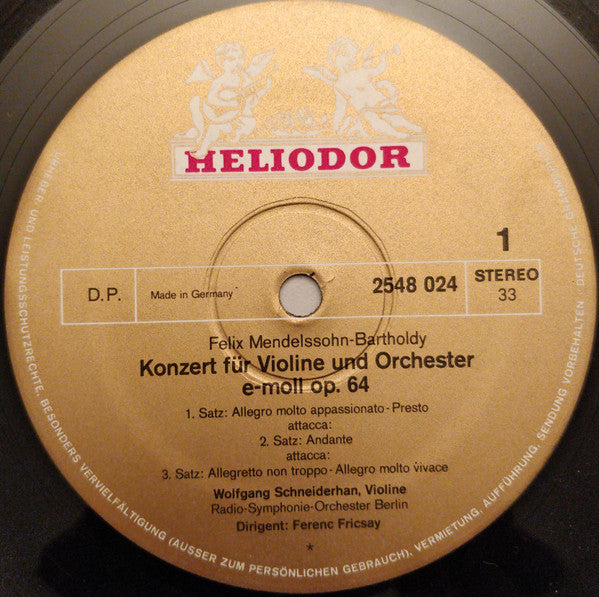 HELIODOR
1
D.P.
Made in Germany
2548 024
STEREO
33
Felix Mendelssohn-Bartholdy
Konzert für Violine und Orchester
e-moll op. 64
1. Satz: Allegro molto appassionato - Presto
attacca:
2. Satz: Andante
attacca:
3. Satz: Allegretto non troppo - Allegro molto vivace
Wolfgang Schneiderhan, Violine
Radio-Symphonie-Orchester Berlin
Dirigent: Ferenc Fricsay
*
URHEBER- UND LEISTUNGSSCHUTZRECHTE, BESONDERS VERVIELFÄLTIGUNG (AUSSER ZUM PERSÖNLICHEN GEBRAUCH), VERMIETUNG, AUFFÜHRUNG, SENDUNG VORBEHALTEN DEUTSCHE